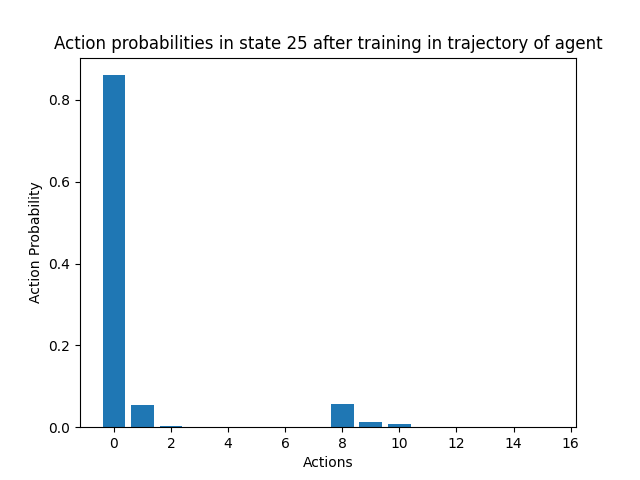 Action probabilities in state 25 after training in trajectory of agent
0.8
0.6
0.4
0.2
0.0
Action Probability
0 2 4 6 8 10 12 14 16
Actions